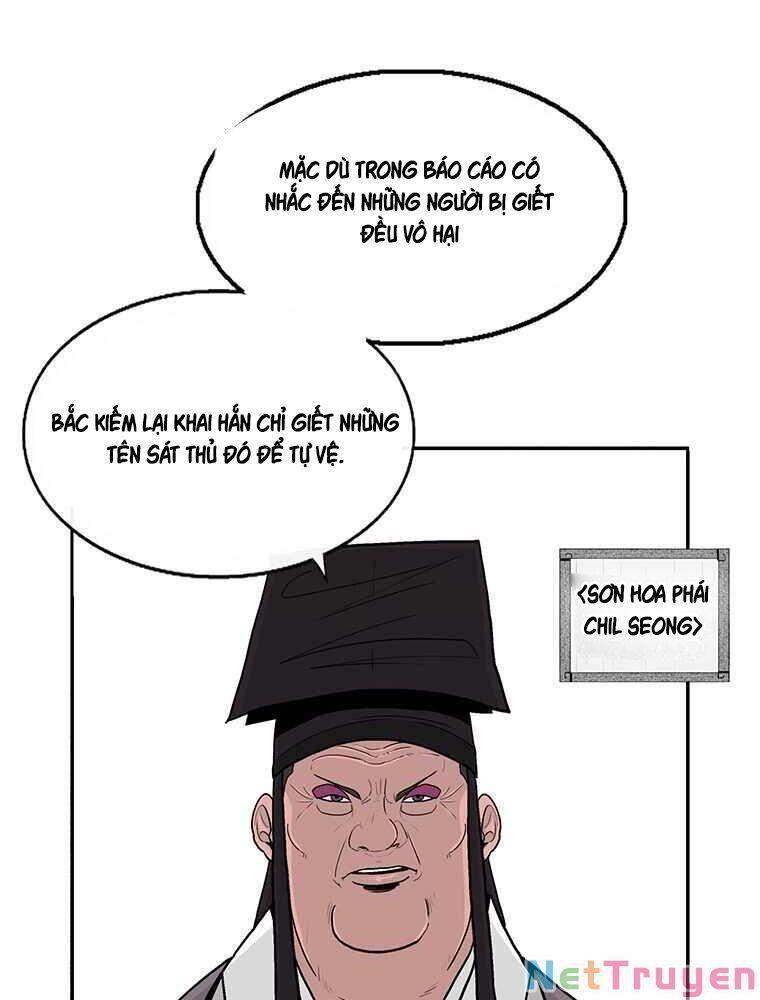 MẶC DÙ TRONG BÁO CÁO CÓ
NHẮC ĐẾN NHỮNG NGƯỜI BỊ GIẾT
ĐỀU VÔ HẠI
BẮC KIẾM LẠI KHAI HẮN CHỈ GIẾT NHỮNG
TÊN SÁT THỦ ĐÓ ĐỂ TỰ VỆ.
<SƠN HOA PHÁI
CHIL SEONG>
NetTruyen